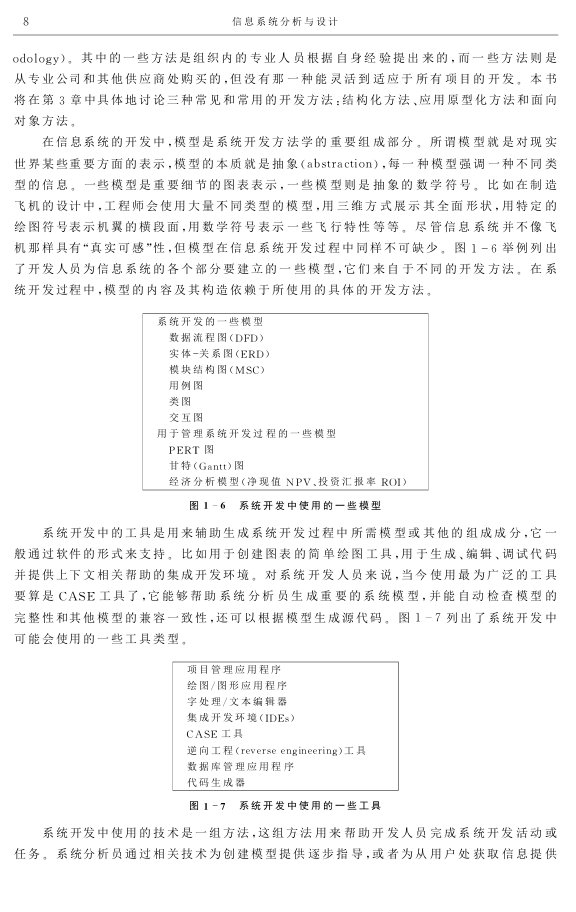 8
信息系统分析与设计
odology)。其中的一些方法是组织内的专业人员根据自身经验提出来的,而一些方法则是
从专业公司和其他供应商处购买的,但没有那一种能灵活到适应于所有项目的开发。本书
将在第 3 章中具体地讨论三种常见和常用的开发方法:结构化方法、应用原型化方法和面向
对象方法。
在信息系统的开发中,模型是系统开发方法学的重要组成部分。所谓模型就是对现实
世界某些重要方面的表示,模型的本质就是抽象(abstraction),每一种模型强调一种不同类
型的信息。一些模型是重要细节的图表表示,一些模型则是抽象的数学符号。比如在制造
飞机的设计中,工程师会使用大量不同类型的模型,用三维方式展示其全面形状,用特定的
绘图符号表示机翼的横段面,用数学符号表示一些飞行特性等等。尽管信息系统并不像飞
机那样具有“真实可感”性,但模型在信息系统开发过程中同样不可缺少。图 1-6 举例列出
了开发人员为信息系统的各个部分要建立的一些模型,它们来自于不同的开发方法。在系
统开发过程中,模型的内容及其构造依赖于所使用的具体的开发方法。
系统开发的一些模型
数据流程图(DFD)
实体-关系图(ERD)
模块结构图(MSC)
用例图
类图
交互图
用于管理系统开发过程的一些模型
PERT 图
甘特(Gantt)图
经济分析模型(净现值 NPV、投资汇报率 ROI)
图 1-6 系统开发中使用的一些模型
系统开发中的工具是用来辅助生成系统开发过程中所需模型或其他的组成成分,它一
般通过软件的形式来支持。比如用于创建图表的简单绘图工具,用于生成、编辑、调试代码
并提供上下文相关帮助的集成开发环境。对系统开发人员来说,当今使用最为广泛的工具
要算是 CASE 工具了,它能够帮助系统分析员生成重要的系统模型,并能自动检查模型的
完整性和其他模型的兼容一致性,还可以根据模型生成源代码。图 1-7 列出了系统开发中
可能会使用的一些工具类型。
项目管理应用程序
绘图/图形应用程序
字处理/文本编辑器
集成开发环境(IDEs)
CASE 工具
逆向工程(reverse engineering)工具
数据库管理应用程序
代码生成器
图 1-7 系统开发中使用的一些工具
系统开发中使用的技术是一组方法,这组方法用来帮助开发人员完成系统开发活动或
任务。系统分析员通过相关技术为创建模型提供逐步指导,或者为从用户处获取信息提供